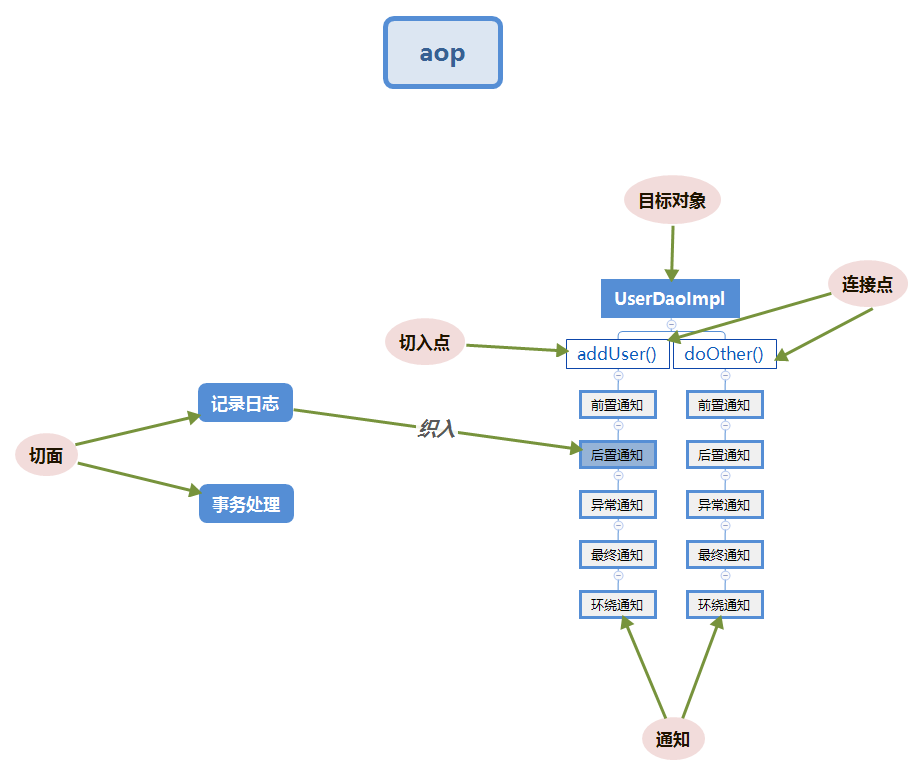 aop
目标对象
连接点
UserDaoImpl
切入点
addUser()
doOther()
记录日志
织入
前置通知
前置通知
切面
后置通知
后置通知
事务处理
异常通知
异常通知
最终通知
最终通知
环绕通知
环绕通知
通知